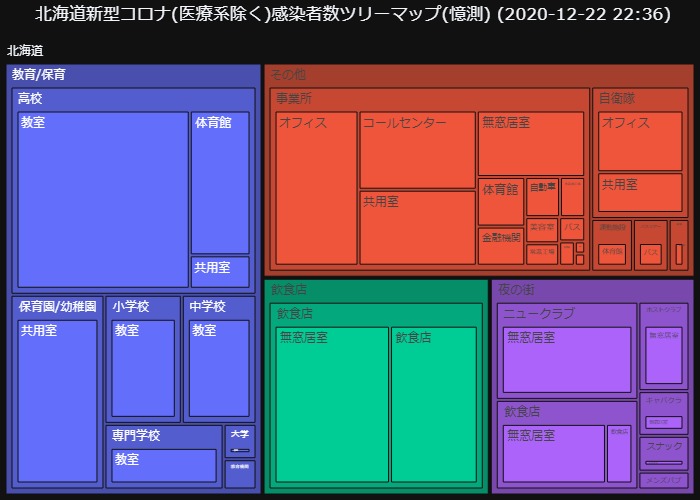 北海道新型コロナ(医療系除く)感染者数ツリーマップ(憶測) (2020-12-22 22:36)
北海道
教育/保育
高校
教室
体育館
共用室
保育園/幼稚園
共用室
小学校
教室
中学校
教室
専門学校
教室
大学
その他
事業所
オフィス
コールセンター
共用室
無窓居室
体育館
自動車
金融機関
美容室
バス
自衛隊
オフィス
共用室
体育館
バス
飲食店
飲食店
無窓居室
飲食店
夜の街
ニュークラブ
無窓居室
飲食店
無窓居室
飲食店
ホストクラブ
無窓居室
キャバクラ
スナック
メンズパブ